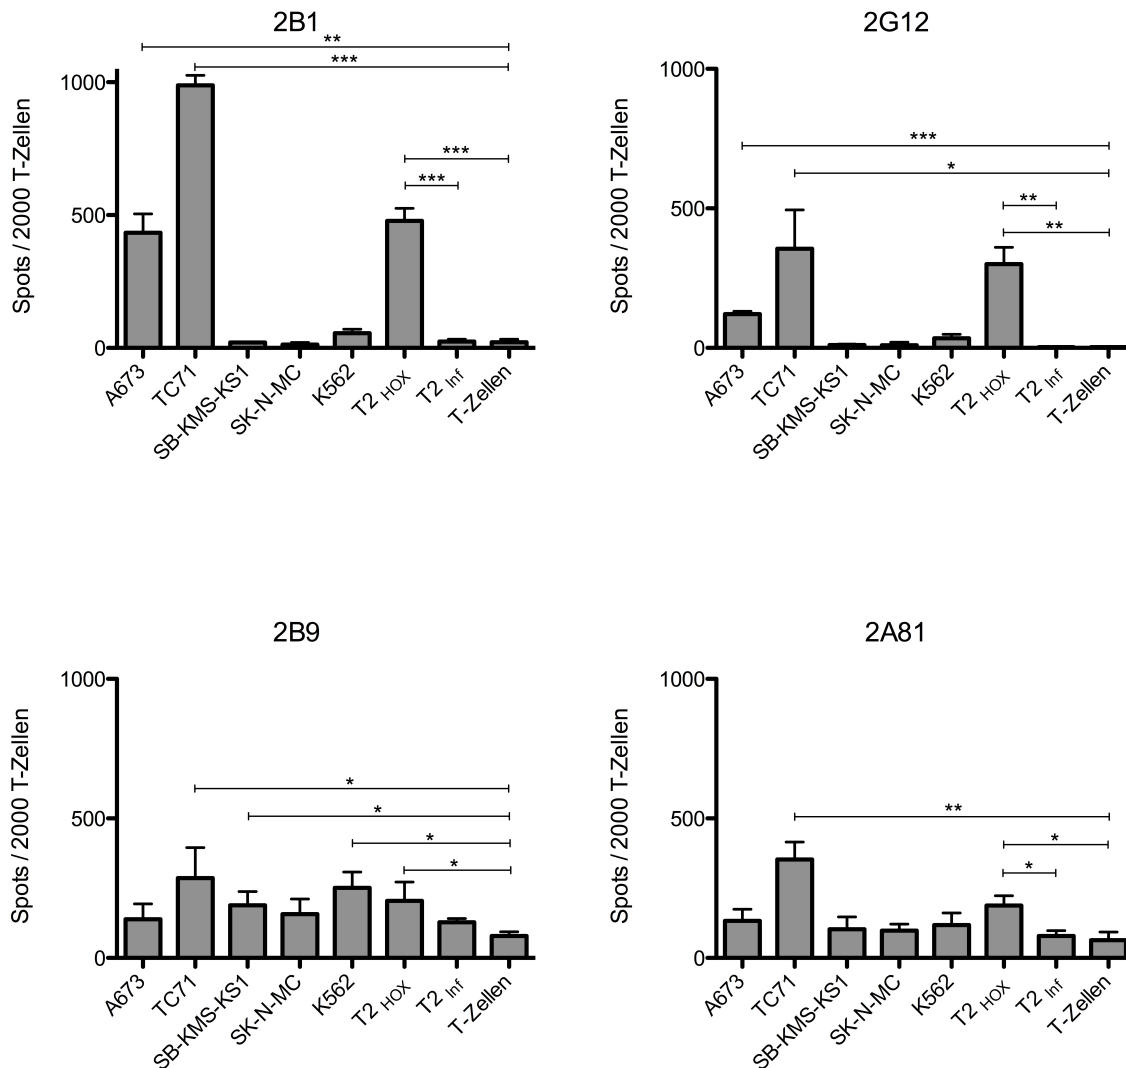 2B1
**
***
***
***
1000
500
0
Spots / 2000 T-Zellen
A673
TC71
SB-KMS-KS1
SK-N-MC
K562
T2 HOX
T2 Inf
T-Zellen
2G12
***
*
**
**
1000
500
0
Spots / 2000 T-Zellen
A673
TC71
SB-KMS-KS1
SK-N-MC
K562
T2 HOX
T2 Inf
T-Zellen
2B9
*
*
*
*
1000
500
0
Spots / 2000 T-Zellen
A673
TC71
SB-KMS-KS1
SK-N-MC
K562
T2 HOX
T2 Inf
T-Zellen
2A81
**
*
*
1000
500
0
Spots / 2000 T-Zellen
A673
TC71
SB-KMS-KS1
SK-N-MC
K562
T2 HOX
T2 Inf
T-Zellen